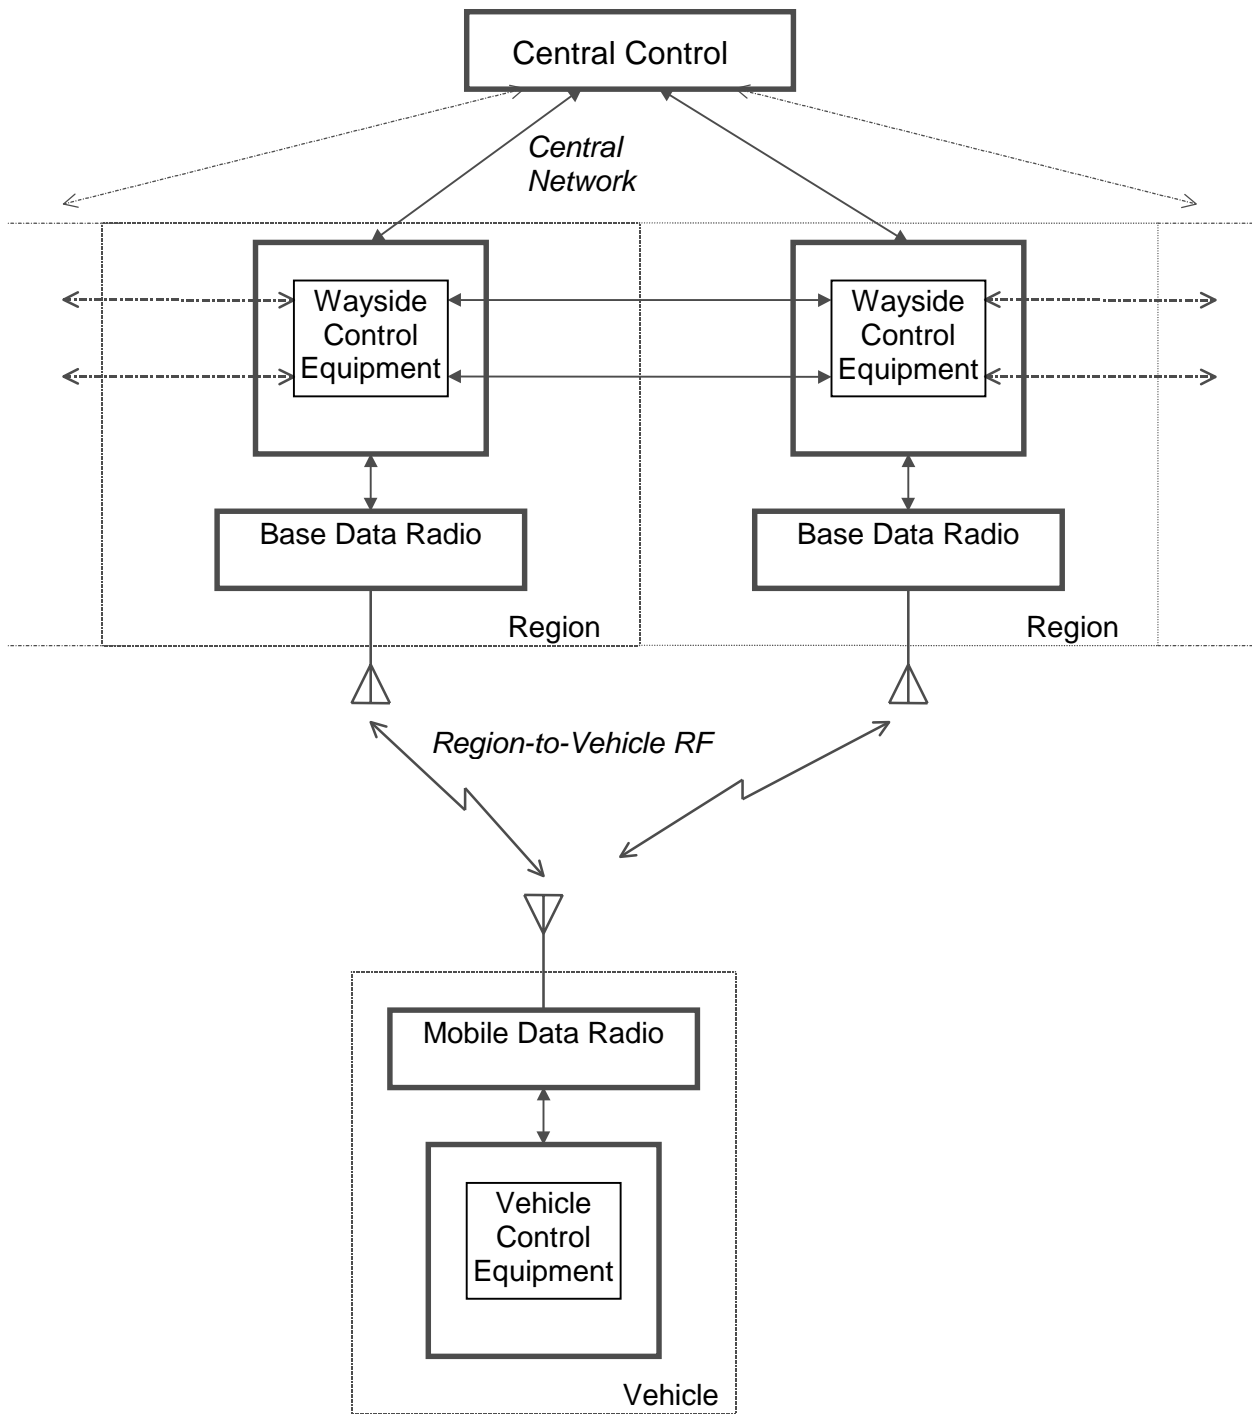 Central Control
Central
Network
Wayside
Control
Equipment
Wayside
Control
Equipment
Base Data Radio
Base Data Radio
Region
Region
Region-to-Vehicle RF
Mobile Data Radio
Vehicle
Control
Equipment
Vehicle